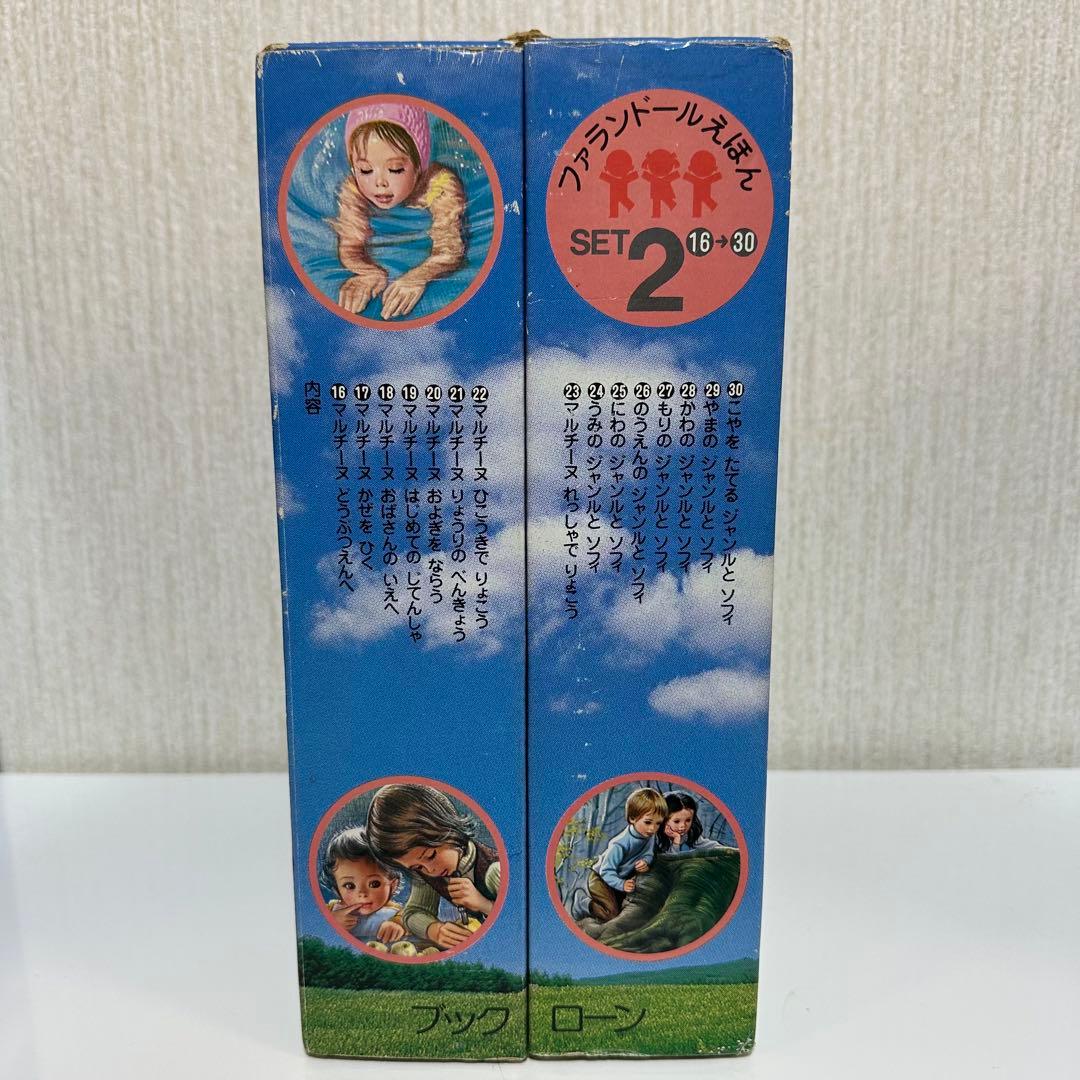 ファランドールえほん
SET2 16→30
内容
16 マルチーヌ どうぶつえんへ
17 マルチーヌ かぜを ひく
18 マルチーヌ おばさんの いえへ
19 マルチーヌ はじめての じてんしゃ
20 マルチーヌ およぎを ならう
21 マルチーヌ りょうりの べんきょう
22 マルチーヌ ひこうきで りょこう
23 マルチーヌ れっしゃで りょこう
24 うみの ジャンルと ソフィ
25 にわの ジャンルと ソフィ
26 のうえんの ジャンルと ソフィ
27 もりの ジャンルと ソフィ
28 かわの ジャンルと ソフィ
29 やまの ジャンルと ソフィ
30 こやを たてる ジャンルと ソフィ
ブック ローン